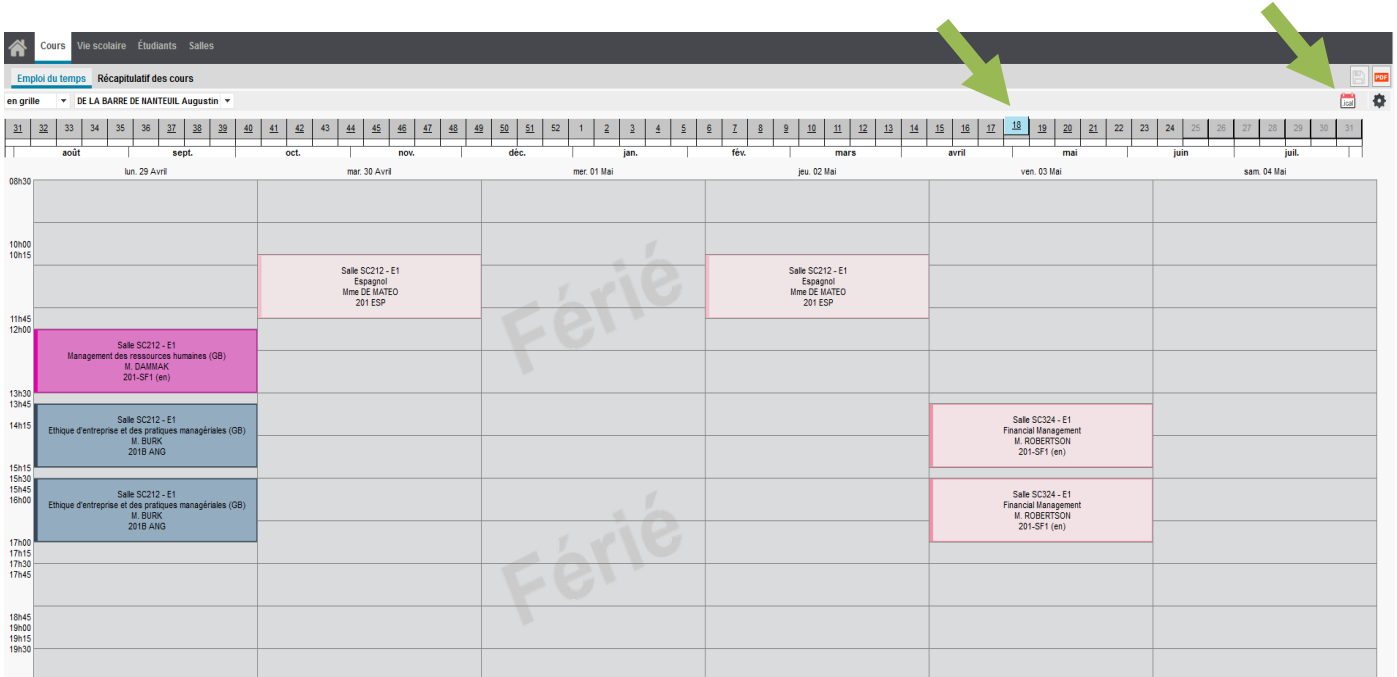 Cours Vie scolaire Étudiants Salles
Emploi du temps Récapitulatif des cours
PDF
en grille DE LA BARRE DE NANTEUIL Augustin
ical
31 32 33 34 35 36 37 38 39 40 41 42 43 44 45 46 47 48 49 50 51 52 1 2 3 4 5 6 7 8 9 10 11 12 13 14 15 16 17 18 19 20 21 22 23 24 25 26 27 28 29 30 31
août sept. oct. nov. déc. jan. fév. mars avril mai juin juil.
lun. 29 Avril mar. 30 Avril mer. 01 Mai jeu. 02 Mai ven. 03 Mai sam. 04 Mai
08h30
10h00
10h15
11h45
12h00
13h30
13h45
14h15
15h15
15h30
15h45
16h00
17h00
17h15
17h30
17h45
18h45
19h00
19h15
19h30
Salle SC212 - E1
Management des ressources humaines (GB)
M. DAMMAK
201-SF1 (en)
Salle SC212 - E1
Ethique d'entreprise et des pratiques managériales (GB)
M. BURK
201B ANG
Salle SC212 - E1
Ethique d'entreprise et des pratiques managériales (GB)
M. BURK
201B ANG
Salle SC212 - E1
Espagnol
Mme DE MATEO
201 ESP
Férié
Férié
Salle SC212 - E1
Espagnol
Mme DE MATEO
201 ESP
Salle SC324 - E1
Financial Management
M. ROBERTSON
201-SF1 (en)
Salle SC324 - E1
Financial Management
M. ROBERTSON
201-SF1 (en)